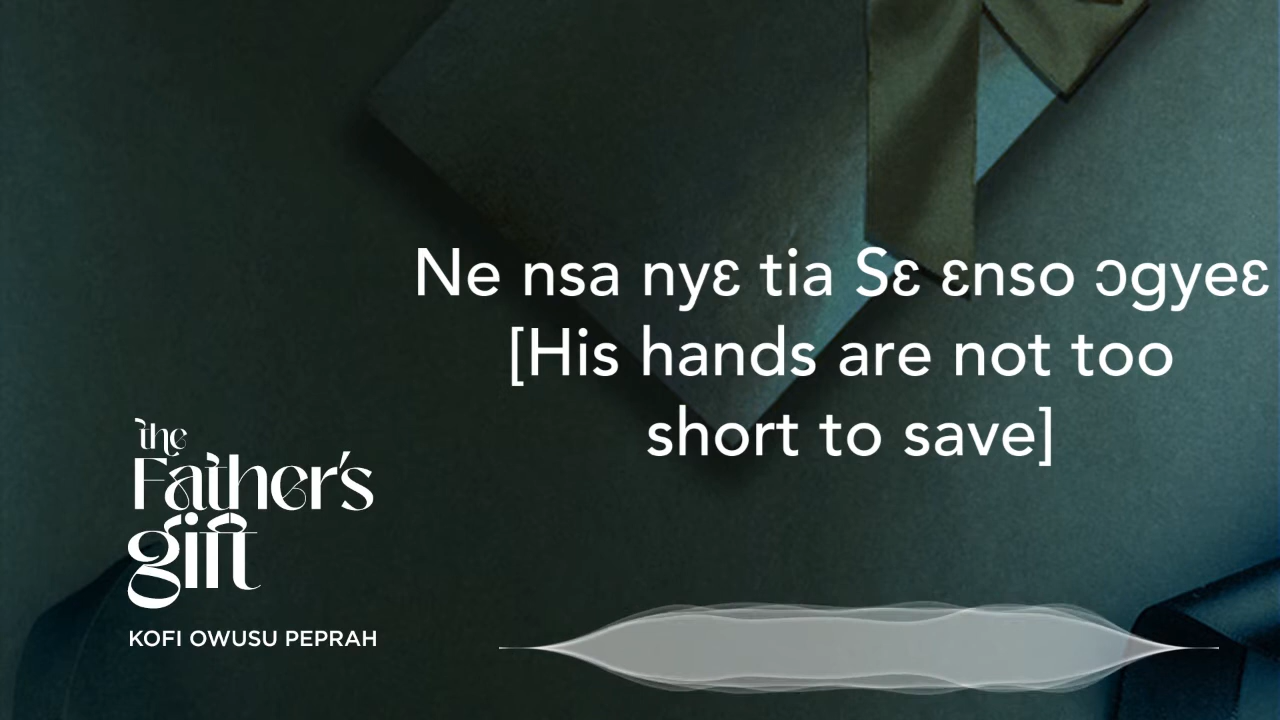 Ne nsa nyɛ tia Sɛ ɛnso ɔgyeɛ
[His hands are not too
short to save]
the
Father's
gift
KOFI OWUSU PEPRAH